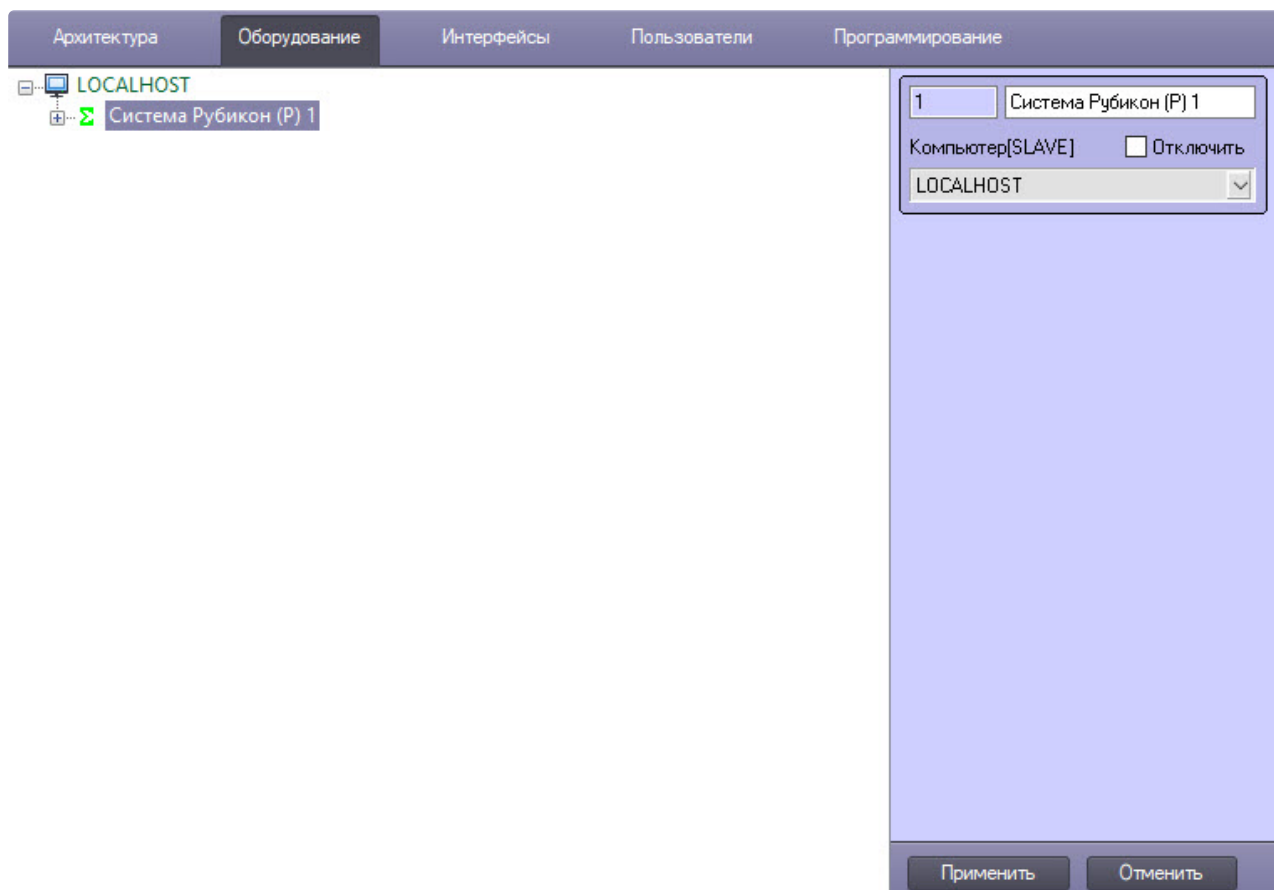 Архитектура Оборудование Интерфейсы Пользователи Программирование
LOCALHOST
Система Рубикон (Р) 1
1 Система Рубикон (Р) 1
Компьютер[SLAVE] Отключить
LOCALHOST
Применить Отменить